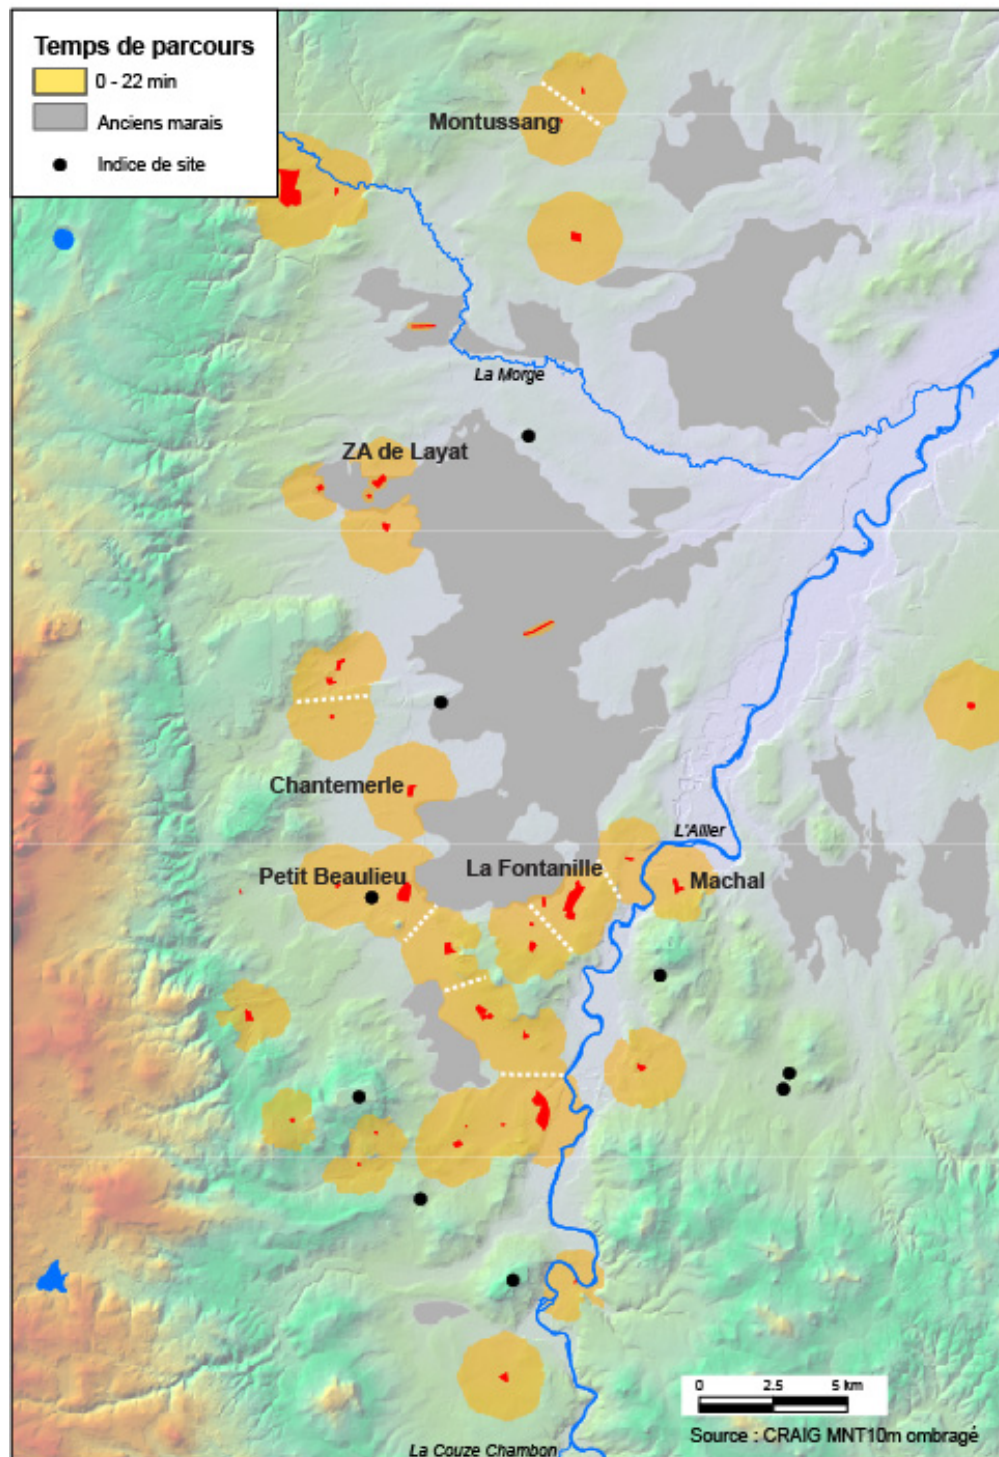 Temps de parcours
0 - 22 min
Anciens marais
Indice de site
Montussang
La Morge
ZA de Layat
Chantemerle
L'Allier
Petit Beaulieu
La Fontanille
Machal
0 2.5 5 km
Source : CRAIG MNT10m ombragé
La Couze Chambon